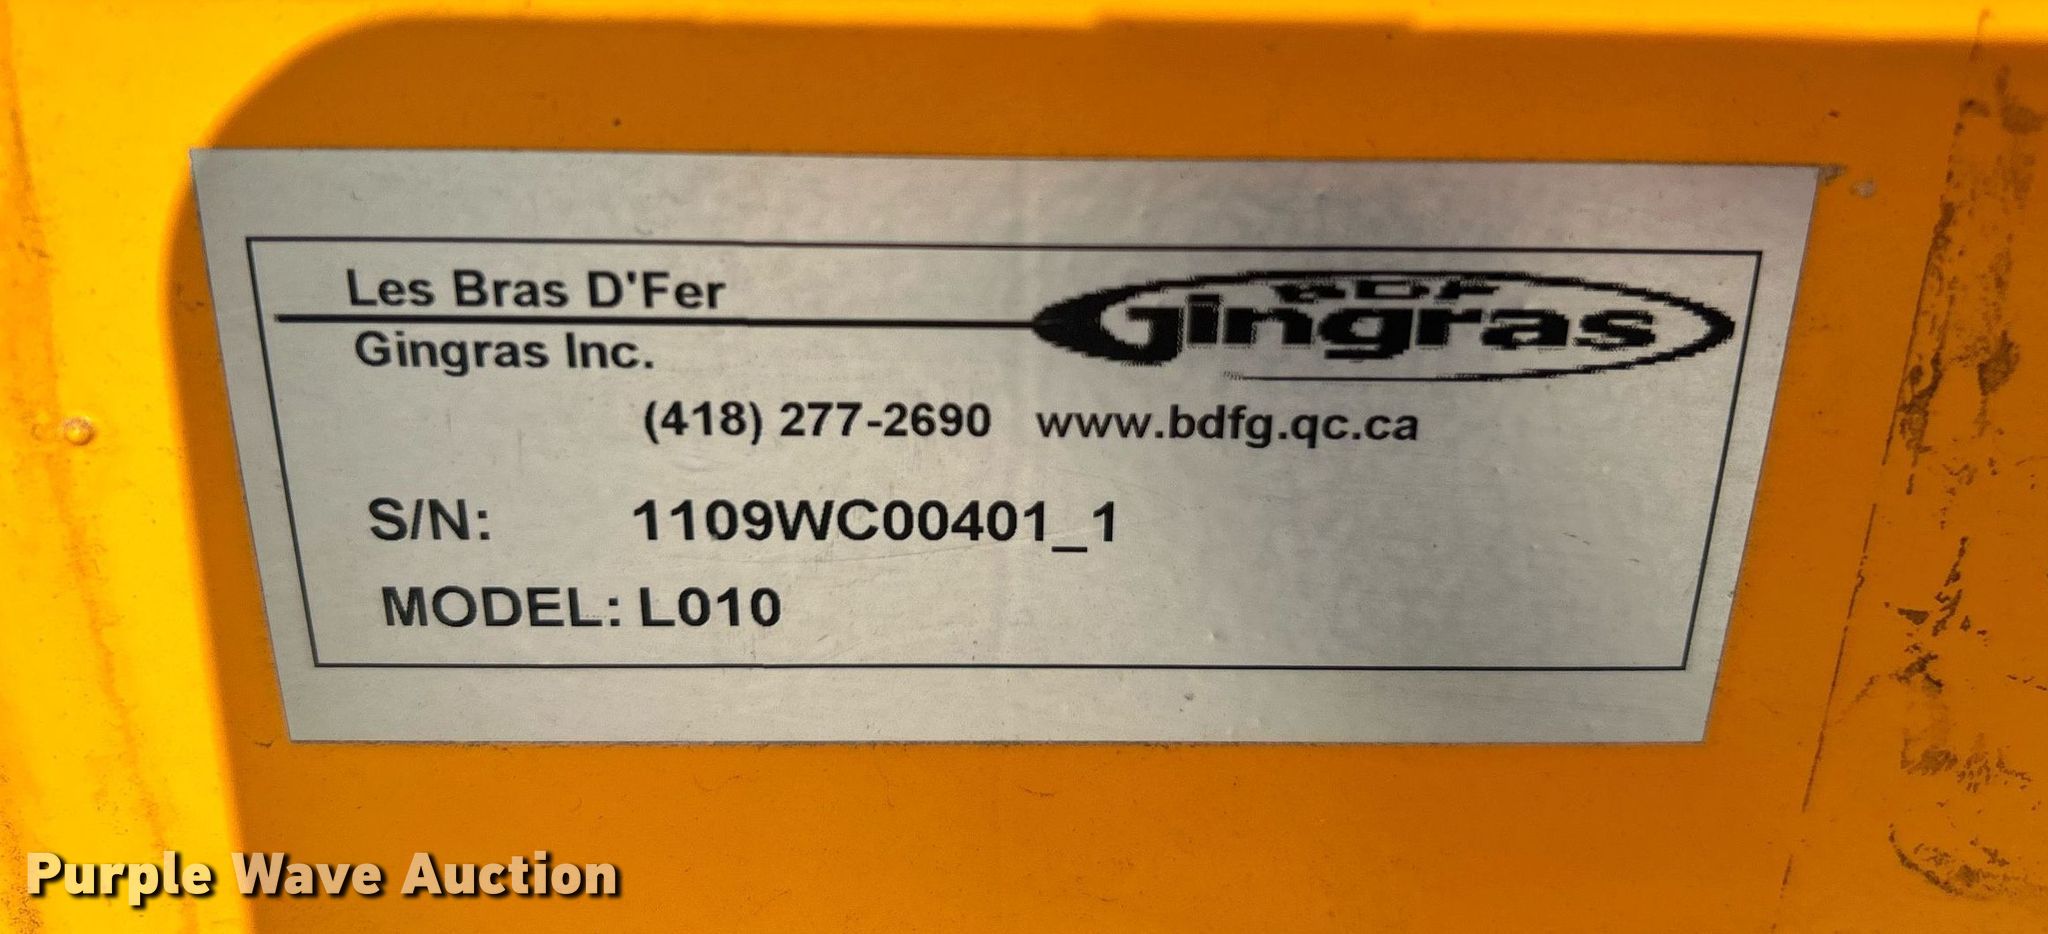 Les Bras D'Fer
BDF
Gingras
Gingras Inc.
(418) 277-2690 www.bdfg.qc.ca
S/N: 1109WC00401_1
MODEL: L010
Purple Wave Auction